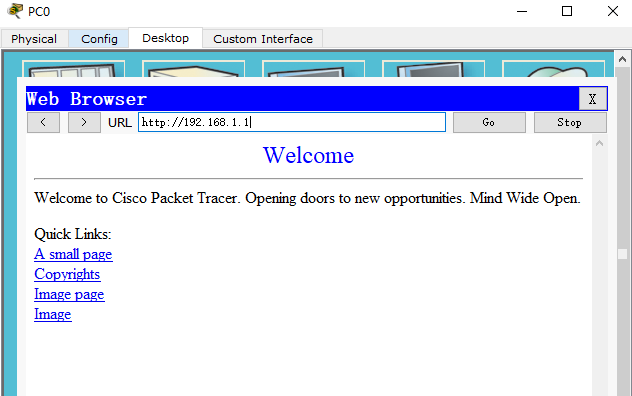 PC0
Physical Config Desktop Custom Interface
Web Browser X
< > URL http://192.168.1.1 Go Stop
Welcome
Welcome to Cisco Packet Tracer. Opening doors to new opportunities. Mind Wide Open.
Quick Links:
A small page
Copyrights
Image page
Image